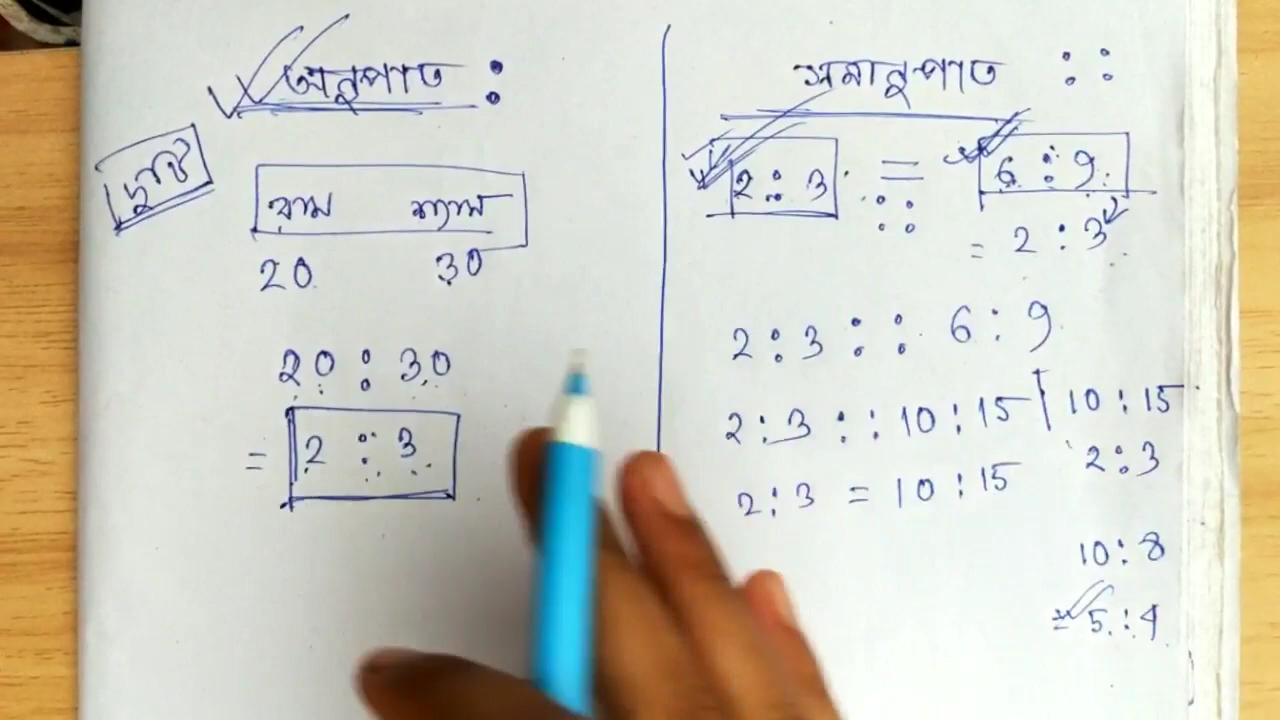 অনুপাত :
দুটি
রাম শ্যাম
20 30
20 : 30
= 2 : 3
সমানুপাত ::
2 : 3 = 6 : 9
::
= 2 : 3
2 : 3 :: 6 : 9
2 : 3 :: 10 : 15
2 : 3 = 10 : 15
10 : 15
2 : 3
10 : 8
= 5 : 4